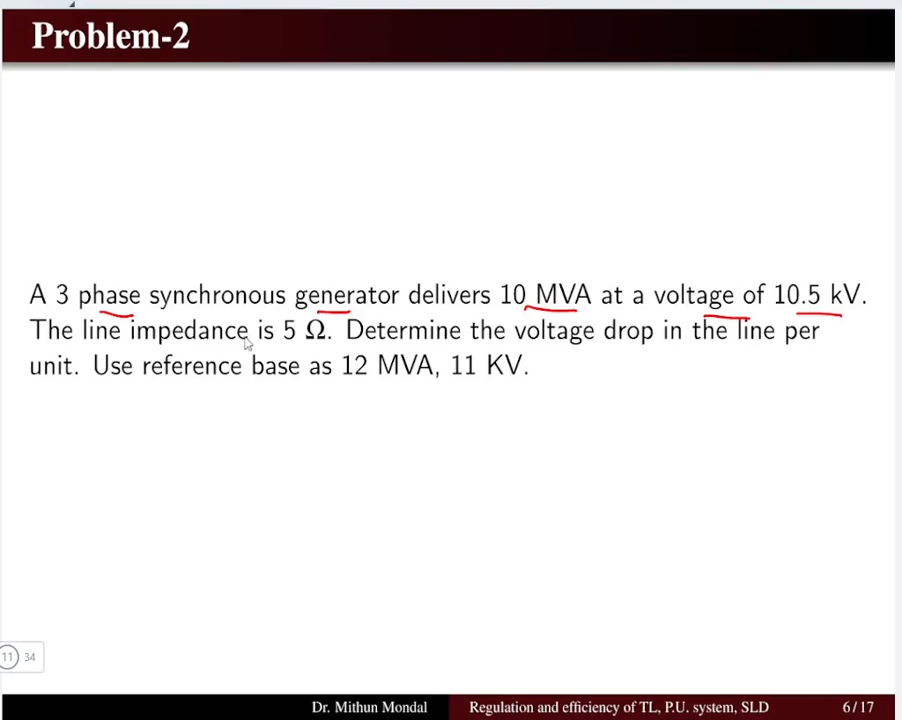 Problem-2
A 3 phase synchronous generator delivers 10 MVA at a voltage of 10.5 kV.
The line impedance is 5 Ω. Determine the voltage drop in the line per
unit. Use reference base as 12 MVA, 11 KV.
11 34
Dr. Mithun Mondal Regulation and efficiency of TL, P.U. system, SLD 6 / 17